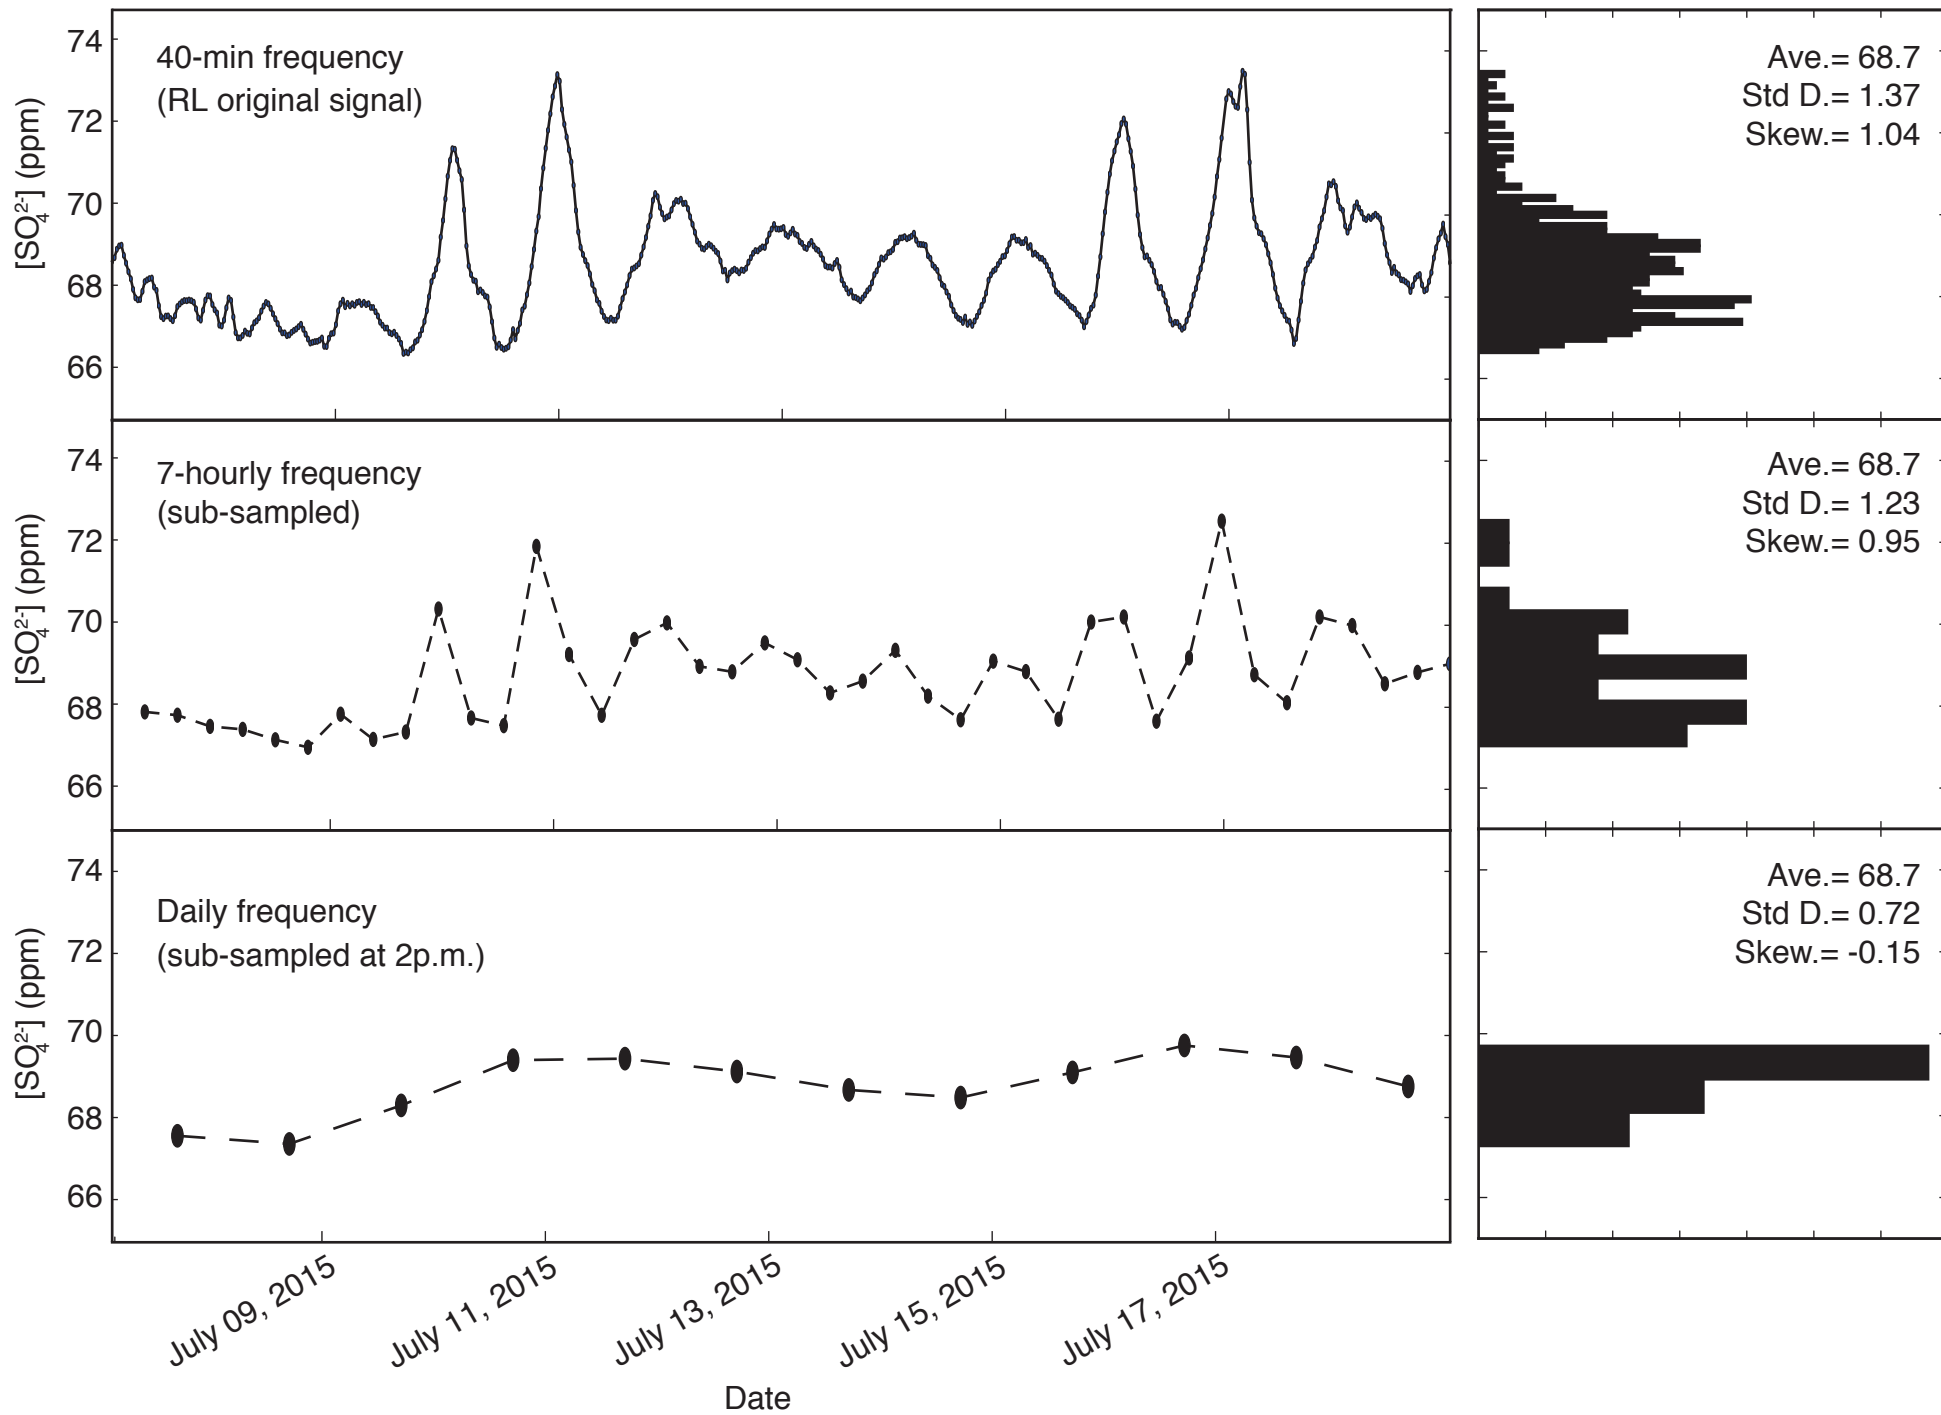 74
72
70
68
66
[SO₄²⁻] (ppm)
40-min frequency
(RL original signal)
Ave.= 68.7
Std D.= 1.37
Skew.= 1.04
74
72
70
68
66
[SO₄²⁻] (ppm)
7-hourly frequency
(sub-sampled)
Ave.= 68.7
Std D.= 1.23
Skew.= 0.95
74
72
70
68
66
[SO₄²⁻] (ppm)
Daily frequency
(sub-sampled at 2p.m.)
Ave.= 68.7
Std D.= 0.72
Skew.= -0.15
July 09, 2015
July 11, 2015
July 13, 2015
July 15, 2015
July 17, 2015
Date